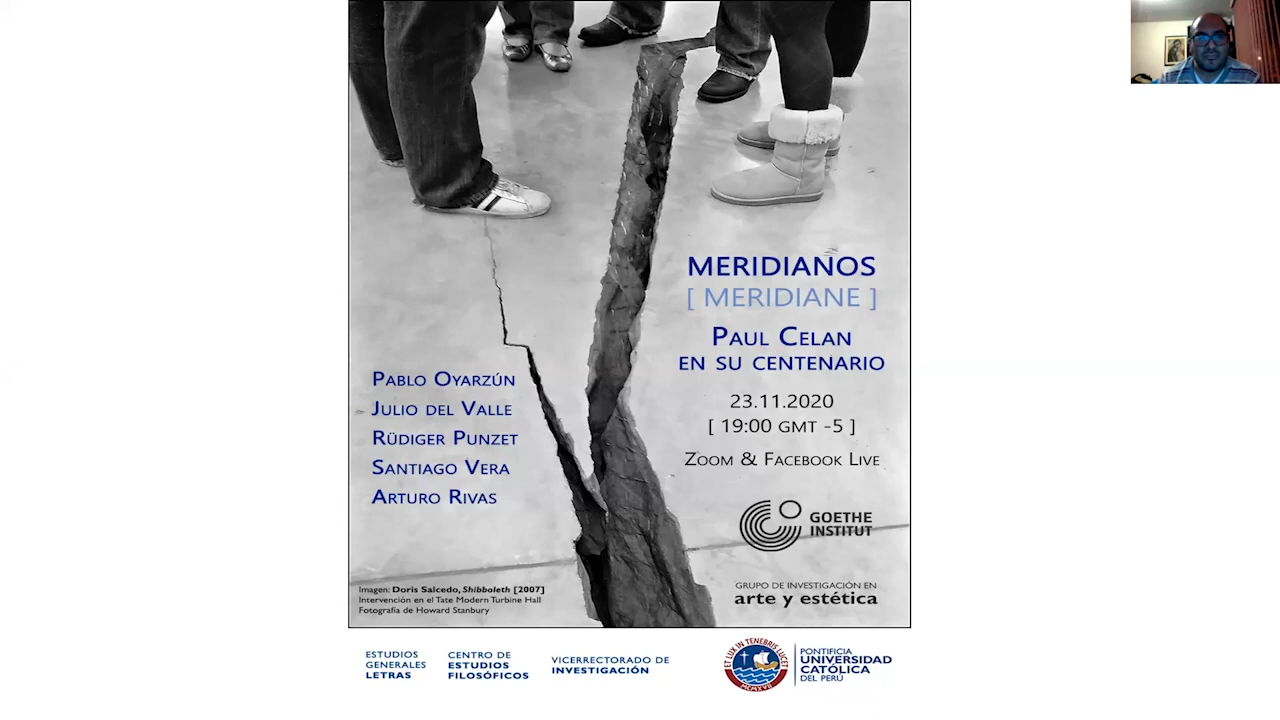 MERIDIANOS
[ MERIDIANE ]
PAUL CELAN
EN SU CENTENARIO
23.11.2020
[ 19:00 GMT -5 ]
ZOOM & FACEBOOK LIVE
PABLO OYARZÚN
JULIO DEL VALLE
RÜDIGER PUNZET
SANTIAGO VERA
ARTURO RIVAS
GOETHE
INSTITUT
GRUPO DE INVESTIGACIÓN EN
arte y estética
Imagen: Doris Salcedo, Shibboleth [2007]
Intervención en el Tate Modern Turbine Hall
Fotografía de Howard Stanbury
ESTUDIOS
GENERALES
LETRAS
CENTRO DE
ESTUDIOS
FILOSÓFICOS
VICERRECTORADO DE
INVESTIGACIÓN
ET LUX IN TENEBRIS LUCET
MCMXVII
PONTIFICIA
UNIVERSIDAD
CATÓLICA
DEL PERÚ